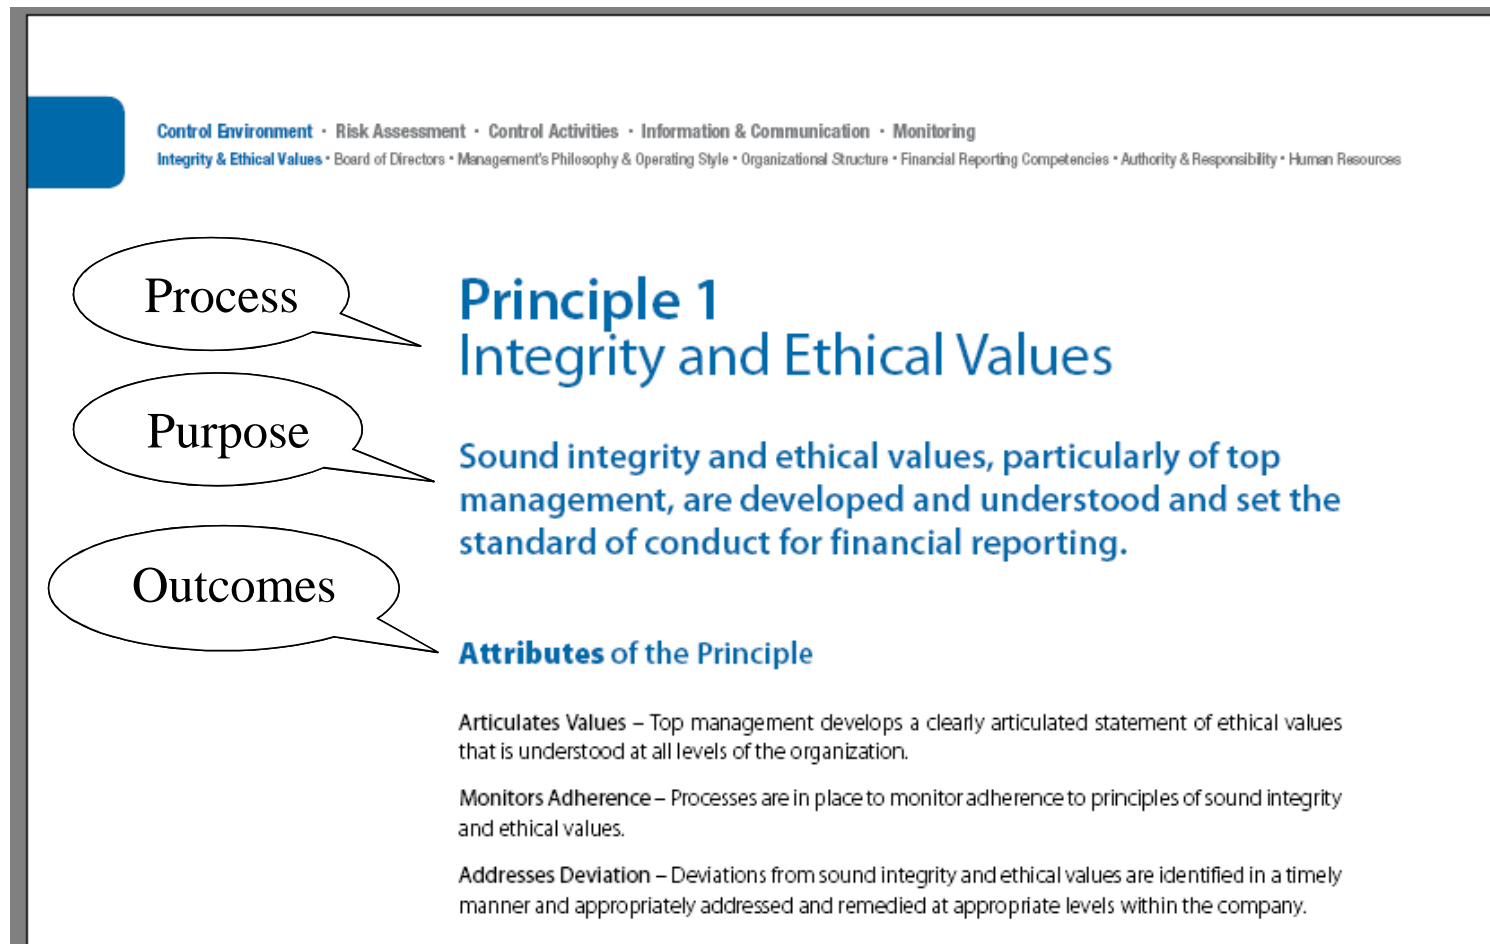 Control Environment · Risk Assessment · Control Activities · Information & Communication · Monitoring
Integrity & Ethical Values • Board of Directors • Management's Philosophy & Operating Style • Organizational Structure • Financial Reporting Competencies • Authority & Responsibility • Human Resources
Process
Principle 1
Integrity and Ethical Values
Purpose
Sound integrity and ethical values, particularly of top
management, are developed and understood and set the
standard of conduct for financial reporting.
Outcomes
Attributes of the Principle
Articulates Values – Top management develops a clearly articulated statement of ethical values
that is understood at all levels of the organization.
Monitors Adherence – Processes are in place to monitor adherence to principles of sound integrity
and ethical values.
Addresses Deviation – Deviations from sound integrity and ethical values are identified in a timely
manner and appropriately addressed and remedied at appropriate levels within the company.